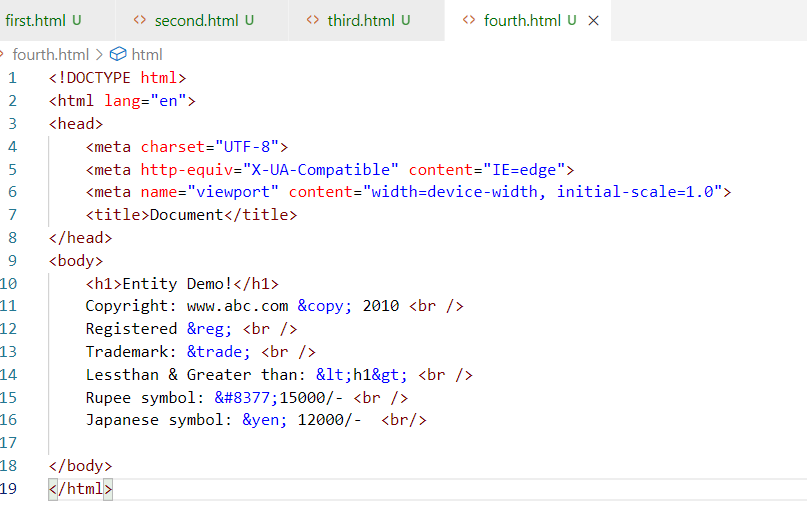 first.html U second.html U third.html U fourth.html U
fourth.html > html
1 <!DOCTYPE html>
2 <html lang="en">
3 <head>
4     <meta charset="UTF-8">
5     <meta http-equiv="X-UA-Compatible" content="IE=edge">
6     <meta name="viewport" content="width=device-width, initial-scale=1.0">
7     <title>Document</title>
8 </head>
9 <body>
10     <h1>Entity Demo!</h1>
11     Copyright: www.abc.com &copy; 2010 <br />
12     Registered &reg; <br />
13     Trademark: &trade; <br />
14     Lessthan & Greater than: &lt;h1&gt; <br />
15     Rupee symbol: &#8377;15000/- <br />
16     Japanese symbol: &yen; 12000/-  <br/>
17
18 </body>
19 </html>